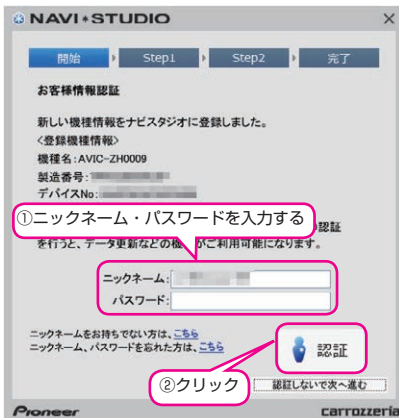 NAVI*STUDIO
開始 Step1 Step2 完了
お客様情報認証
新しい機種情報をナビスタジオに登録しました。
<登録機種情報>
機種名:AVIC-ZH0009
製造番号:
デバイスNo:
①ニックネーム・パスワードを入力する
認証
を行うと、データ更新などの機 がご利用可能になります。
ニックネーム:
パスワード:
ニックネームをお持ちでない方は、こちら
ニックネーム、パスワードを忘れた方は、こちら
認証
②クリック
認証しないで次へ進む
Pioneer carrozzeria